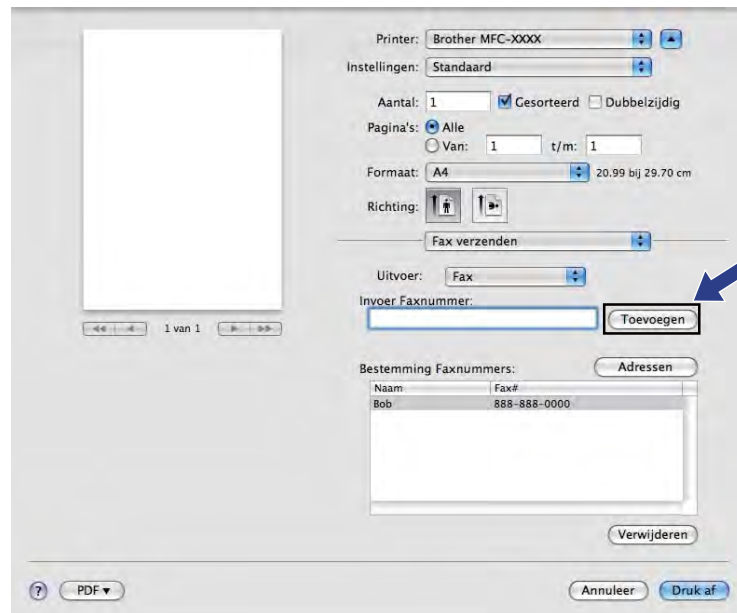 Printer: Brother MFC-XXXX
Instellingen: Standaard
Aantal: 1 Gesorteerd Dubbelzijdig
Pagina's: Alle
Van: 1 t/m: 1
Formaat: A4 20.99 bij 29.70 cm
Richting:
Fax verzenden
Uitvoer: Fax
Invoer Faxnummer:
Toevoegen
1 van 1
Bestemming Faxnummers: Adressen
Naam Fax#
Bob 888-888-0000
Verwijderen
? PDF Annuleer Druk af